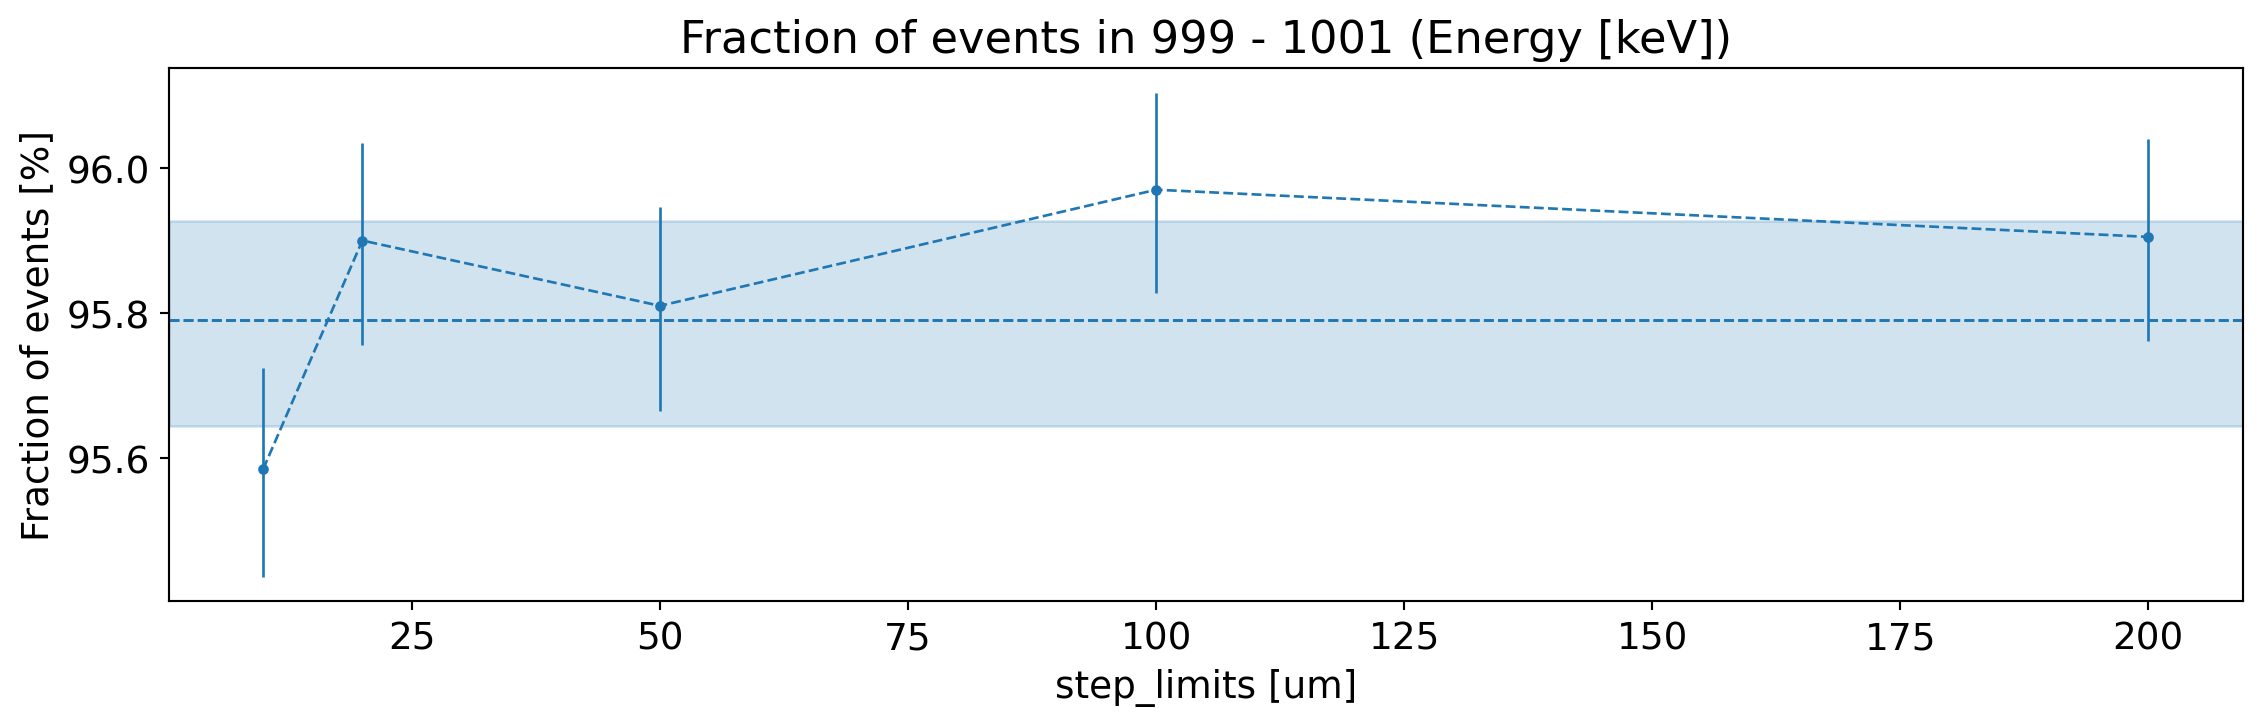 Fraction of events in 999 - 1001 (Energy [keV])
Fraction of events [%]
96.0
95.8
95.6
25 50 75 100 125 150 175 200
step_limits [um]